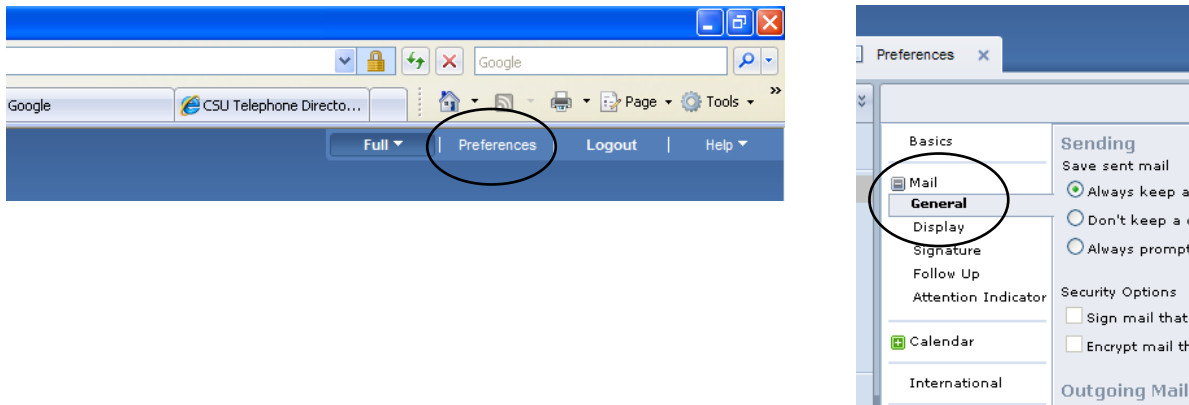 Google
Google
CSU Telephone Directo...
Page
Tools
»
Full
|
Preferences
|
Logout
|
Help
Preferences
Basics
Mail
General
Display
Signature
Follow Up
Attention Indicator
Calendar
International
Sending
Save sent mail
Always keep a
Don't keep a
Always prompt
Security Options
Sign mail that
Encrypt mail th
Outgoing Mail